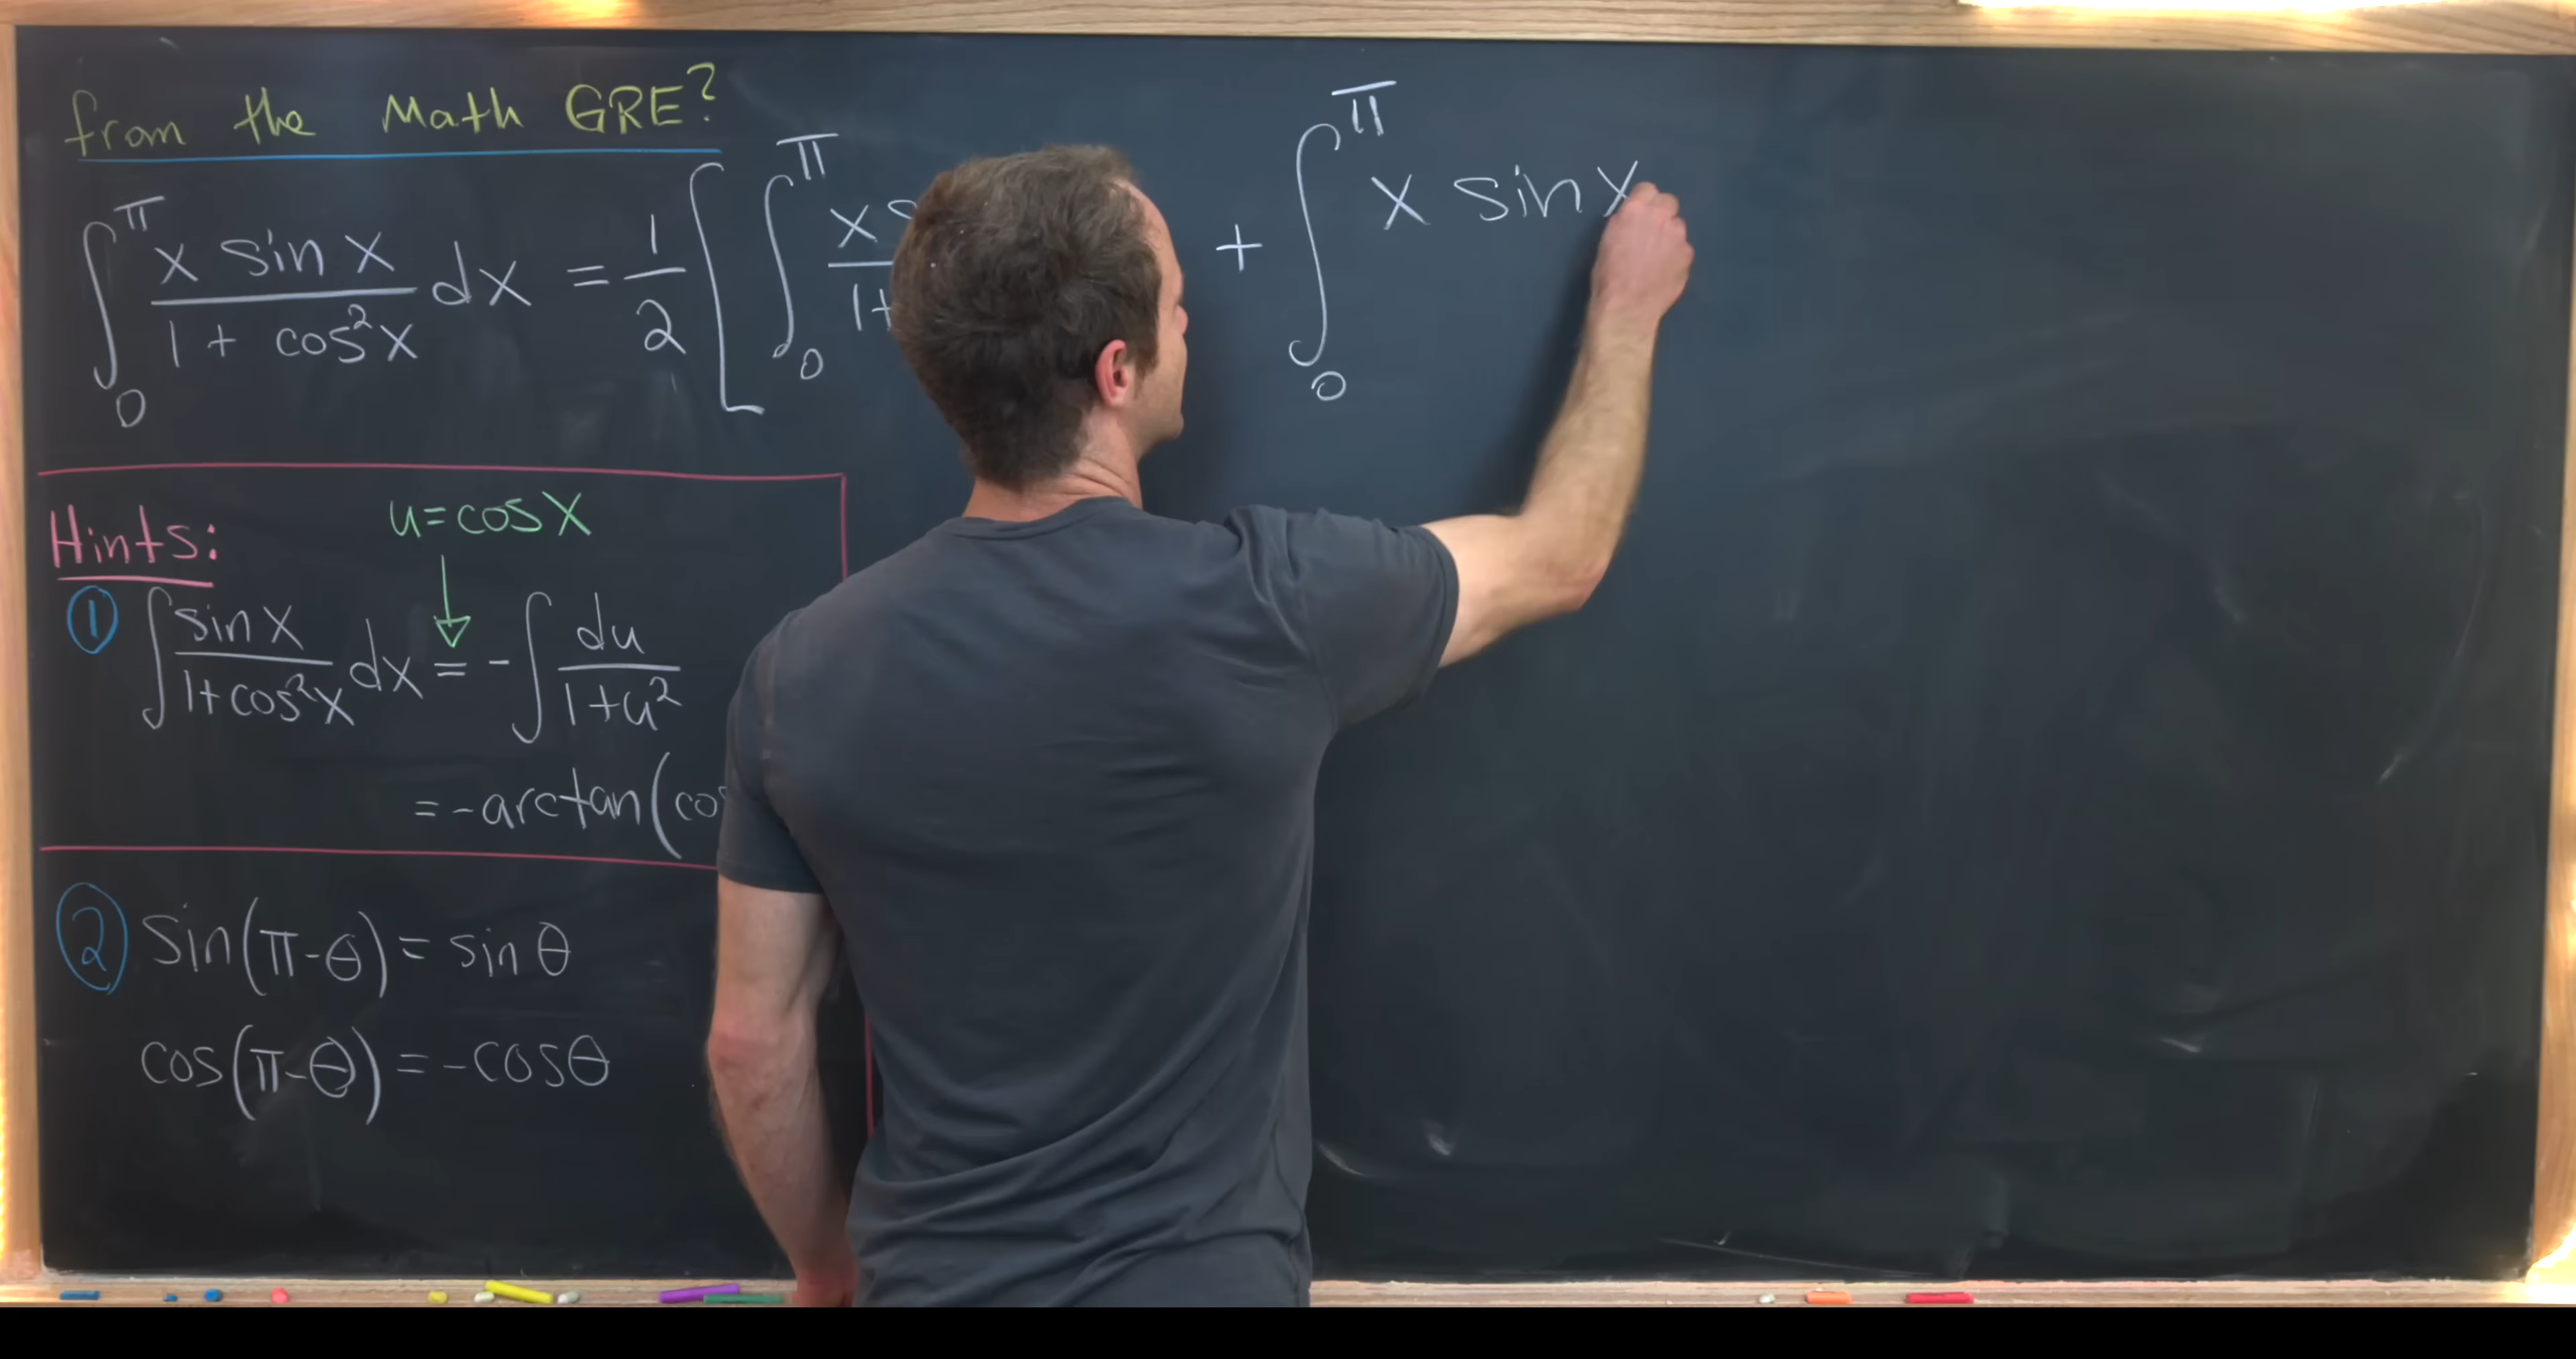 from the Math GRE?
∫₀^π (x sin x)/(1 + cos²x) dx = 1/2 [ ∫₀^π x / 1+ + ∫₀^π x sin x
Hints:
u=cos x
① ∫ (sin x)/(1+cos²x) dx = -∫ du/(1+u²)
= -arctan(
② sin(π-θ) = sin θ
cos(π-θ) = -cos θ